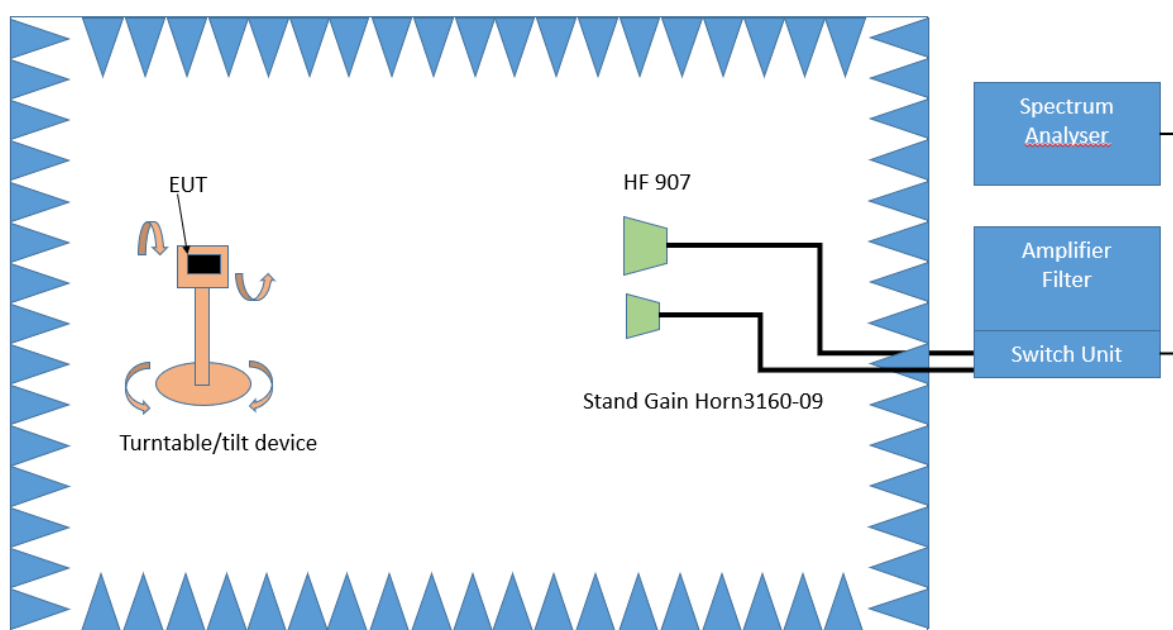 EUT
HF 907
Stand Gain Horn3160-09
Turntable/tilt device
Spectrum
Analyser
Amplifier
Filter
Switch Unit